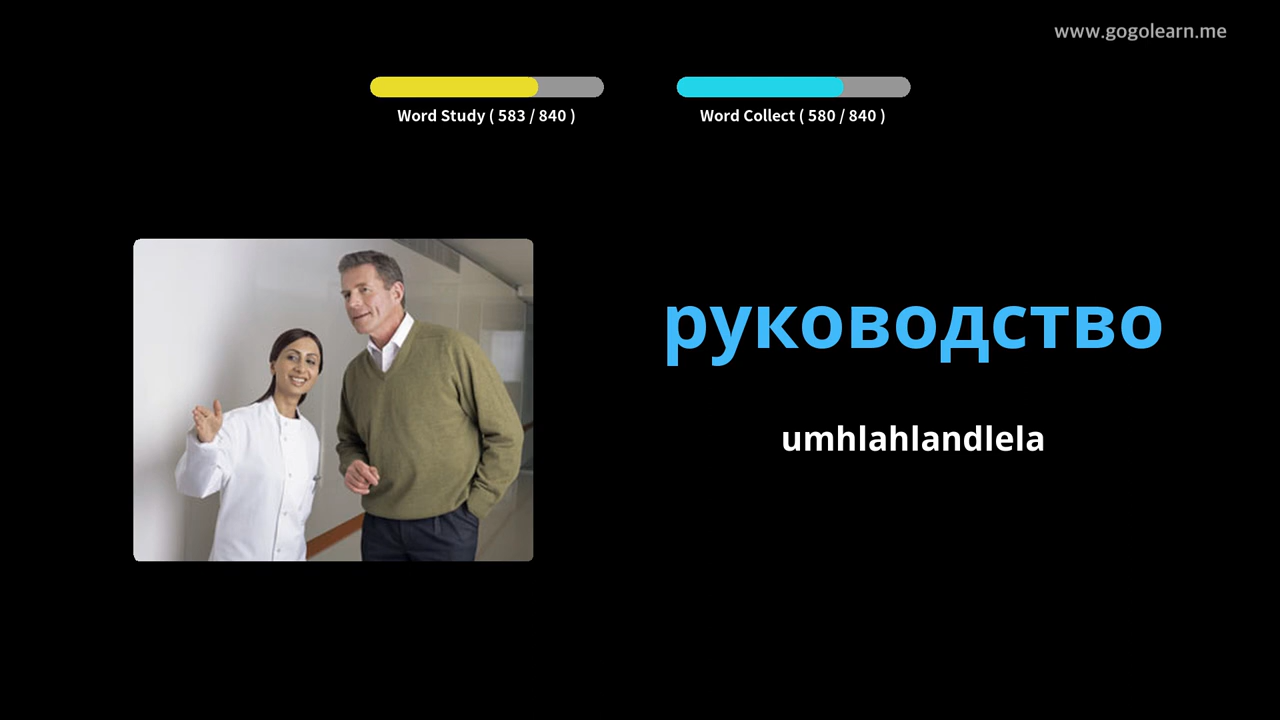 www.gogolearn.me
Word Study ( 583 / 840 )
Word Collect ( 580 / 840 )
руководство
umhlahlandlela